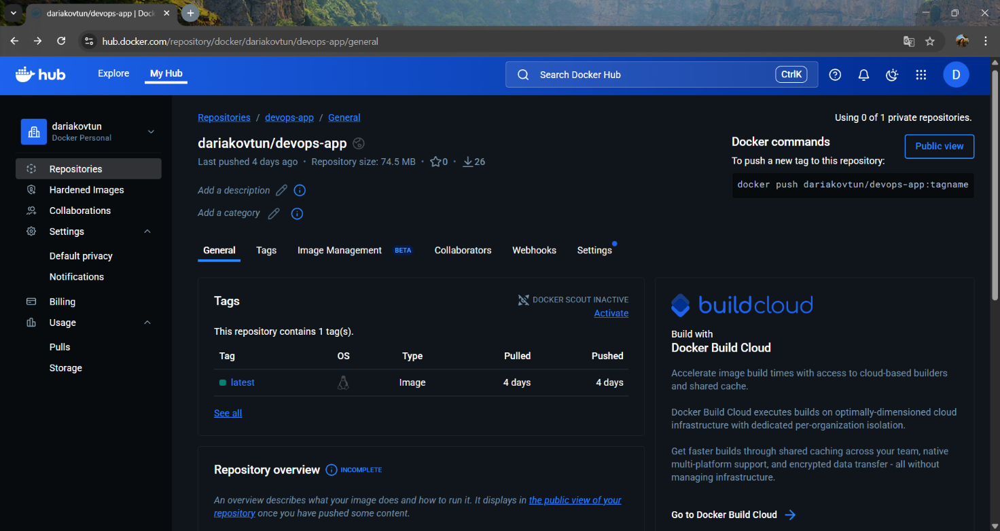 dariakovtun/devops-app | Dock
hub.docker.com/repository/docker/dariakovtun/devops-app/general
hub
Explore
My Hub
Search Docker Hub
CtrlK
D
dariakovtun
Docker Personal
Repositories
Hardened Images
Collaborations
Settings
Default privacy
Notifications
Billing
Usage
Pulls
Storage
Repositories / devops-app / General
Using 0 of 1 private repositories.
dariakovtun/devops-app
Last pushed 4 days ago · Repository size: 74.5 MB · 0 · 26
Add a description
Add a category
Docker commands
Public view
To push a new tag to this repository:
docker push dariakovtun/devops-app:tagname
General
Tags
Image Management BETA
Collaborators
Webhooks
Settings
Tags
DOCKER SCOUT INACTIVE
Activate
This repository contains 1 tag(s).
Tag OS Type Pulled Pushed
latest Image 4 days 4 days
See all
Repository overview INCOMPLETE
An overview describes what your image does and how to run it. It displays in the public view of your
repository once you have pushed some content.
buildcloud
Build with
Docker Build Cloud
Accelerate image build times with access to cloud-based builders
and shared cache.
Docker Build Cloud executes builds on optimally-dimensioned cloud
infrastructure with dedicated per-organization isolation.
Get faster builds through shared caching across your team, native
multi-platform support, and encrypted data transfer - all without
managing infrastructure.
Go to Docker Build Cloud